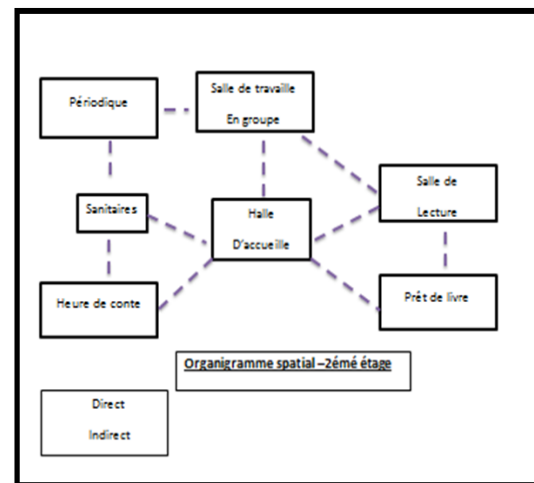 Périodique
Salle de travaille
En groupe
Sanitaires
Halle
D'accueille
Salle de
Lecture
Heure de conte
Prêt de livre
Organigramme spatial –2émé étage
Direct
Indirect